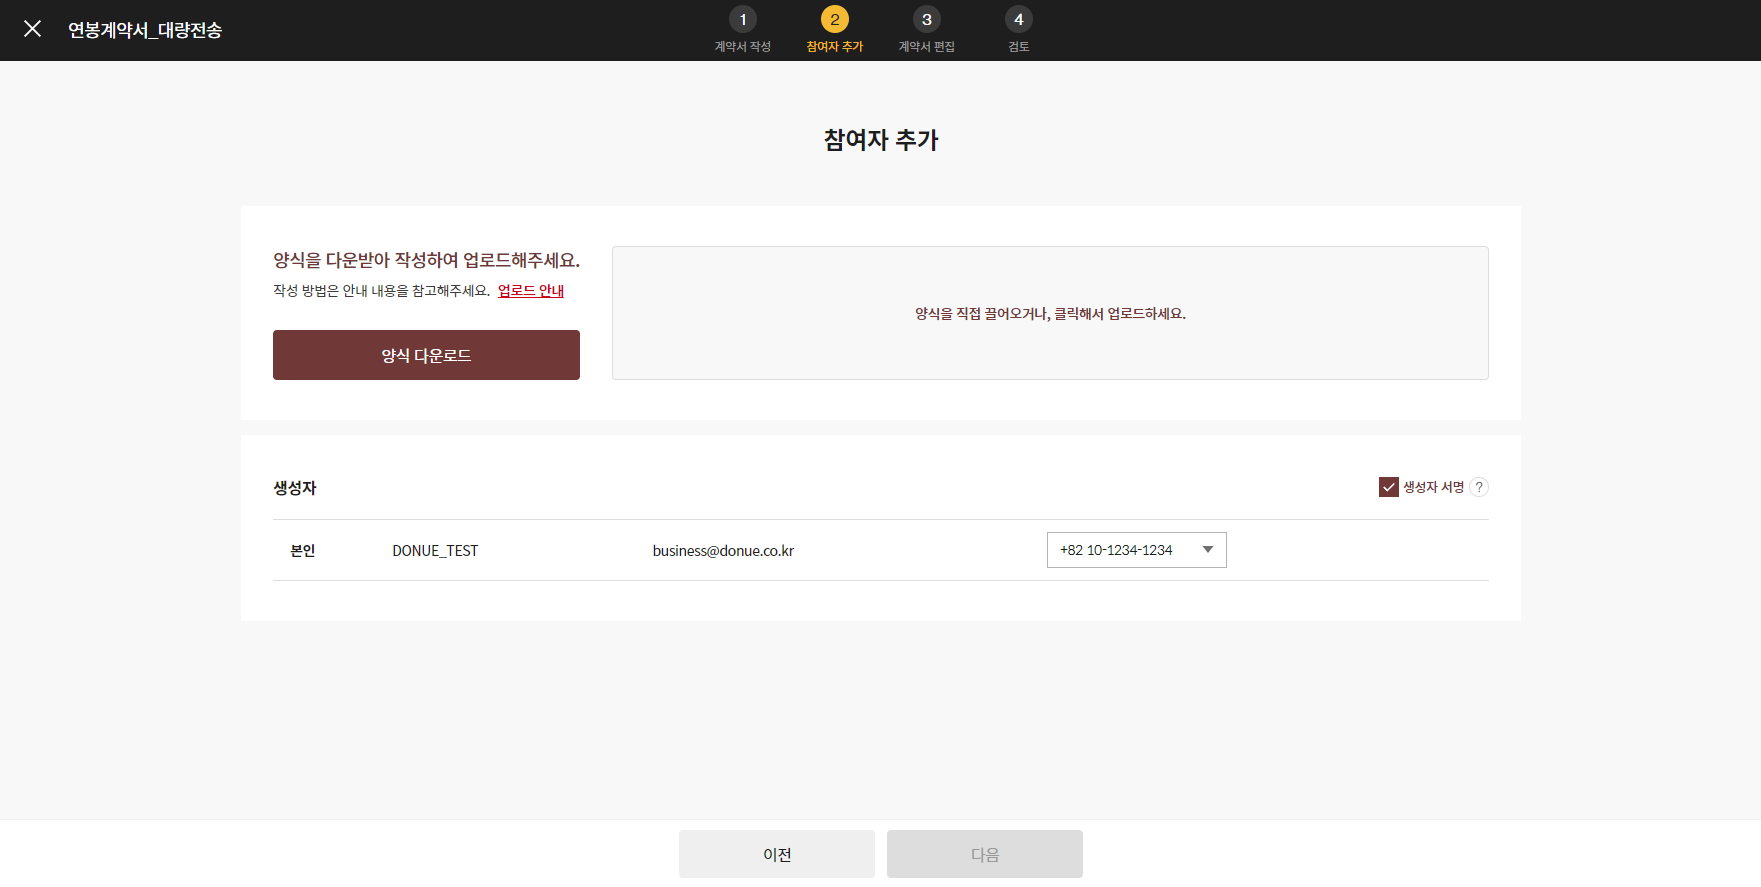 연봉계약서_대량전송
1
2
3
4
계약서 작성
참여자 추가
계약서 편집
검토
참여자 추가
양식을 다운받아 작성하여 업로드해주세요.
작성 방법은 안내 내용을 참고해주세요. 업로드 안내
양식 다운로드
양식을 직접 끌어오거나, 클릭해서 업로드하세요.
생성자
생성자 서명 ?
본인 DONUE_TEST business@donue.co.kr +82 10-1234-1234
이전
다음